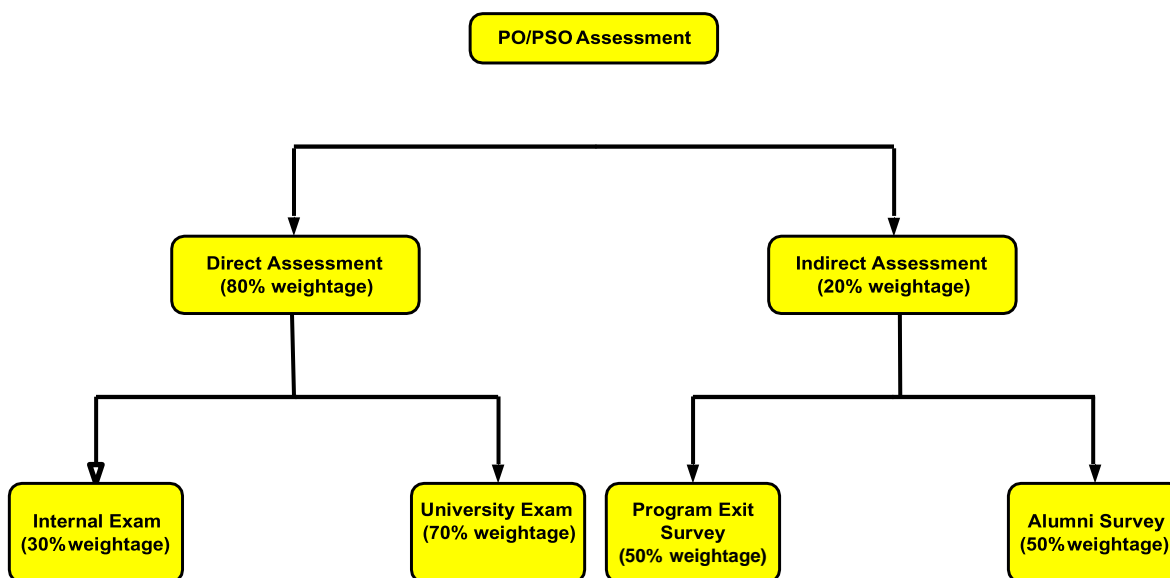 PO/PSO Assessment
Direct Assessment
(80% weightage)
Indirect Assessment
(20% weightage)
Internal Exam
(30% weightage)
University Exam
(70% weightage)
Program Exit
Survey
(50% weightage)
Alumni Survey
(50% weightage)